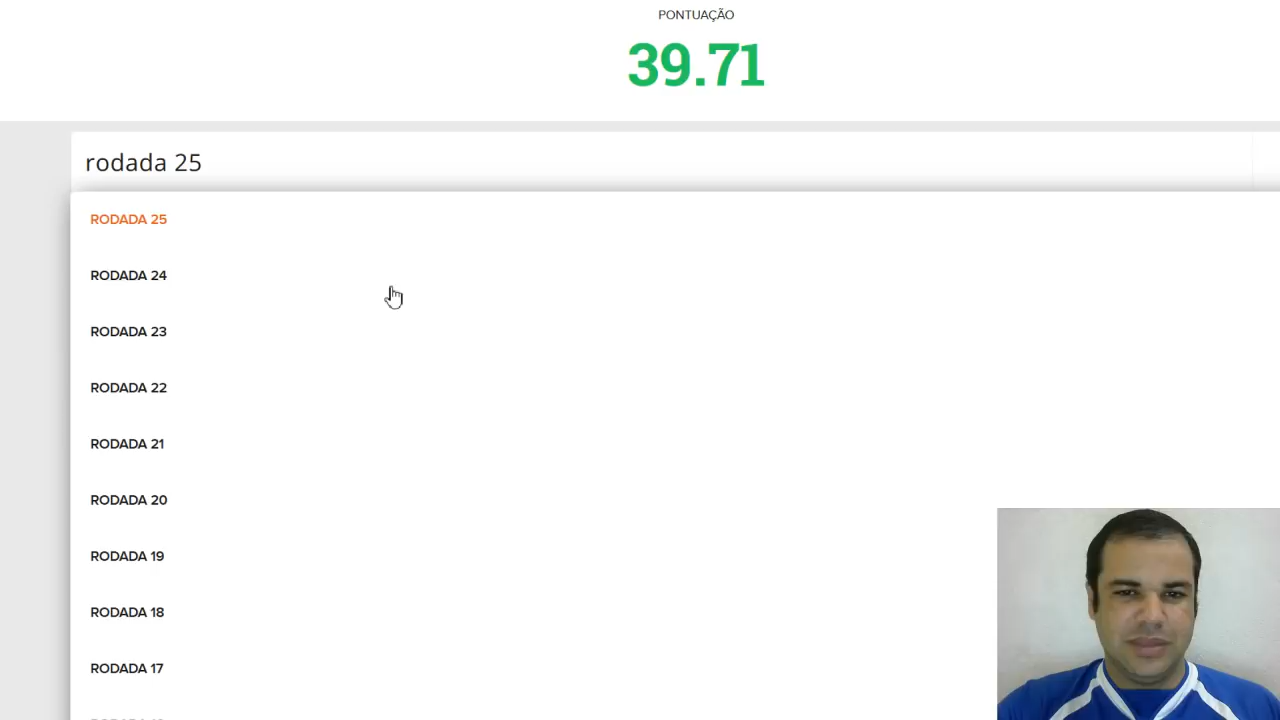 PONTUAÇÃO
39.71
rodada 25
RODADA 25
RODADA 24
RODADA 23
RODADA 22
RODADA 21
RODADA 20
RODADA 19
RODADA 18
RODADA 17